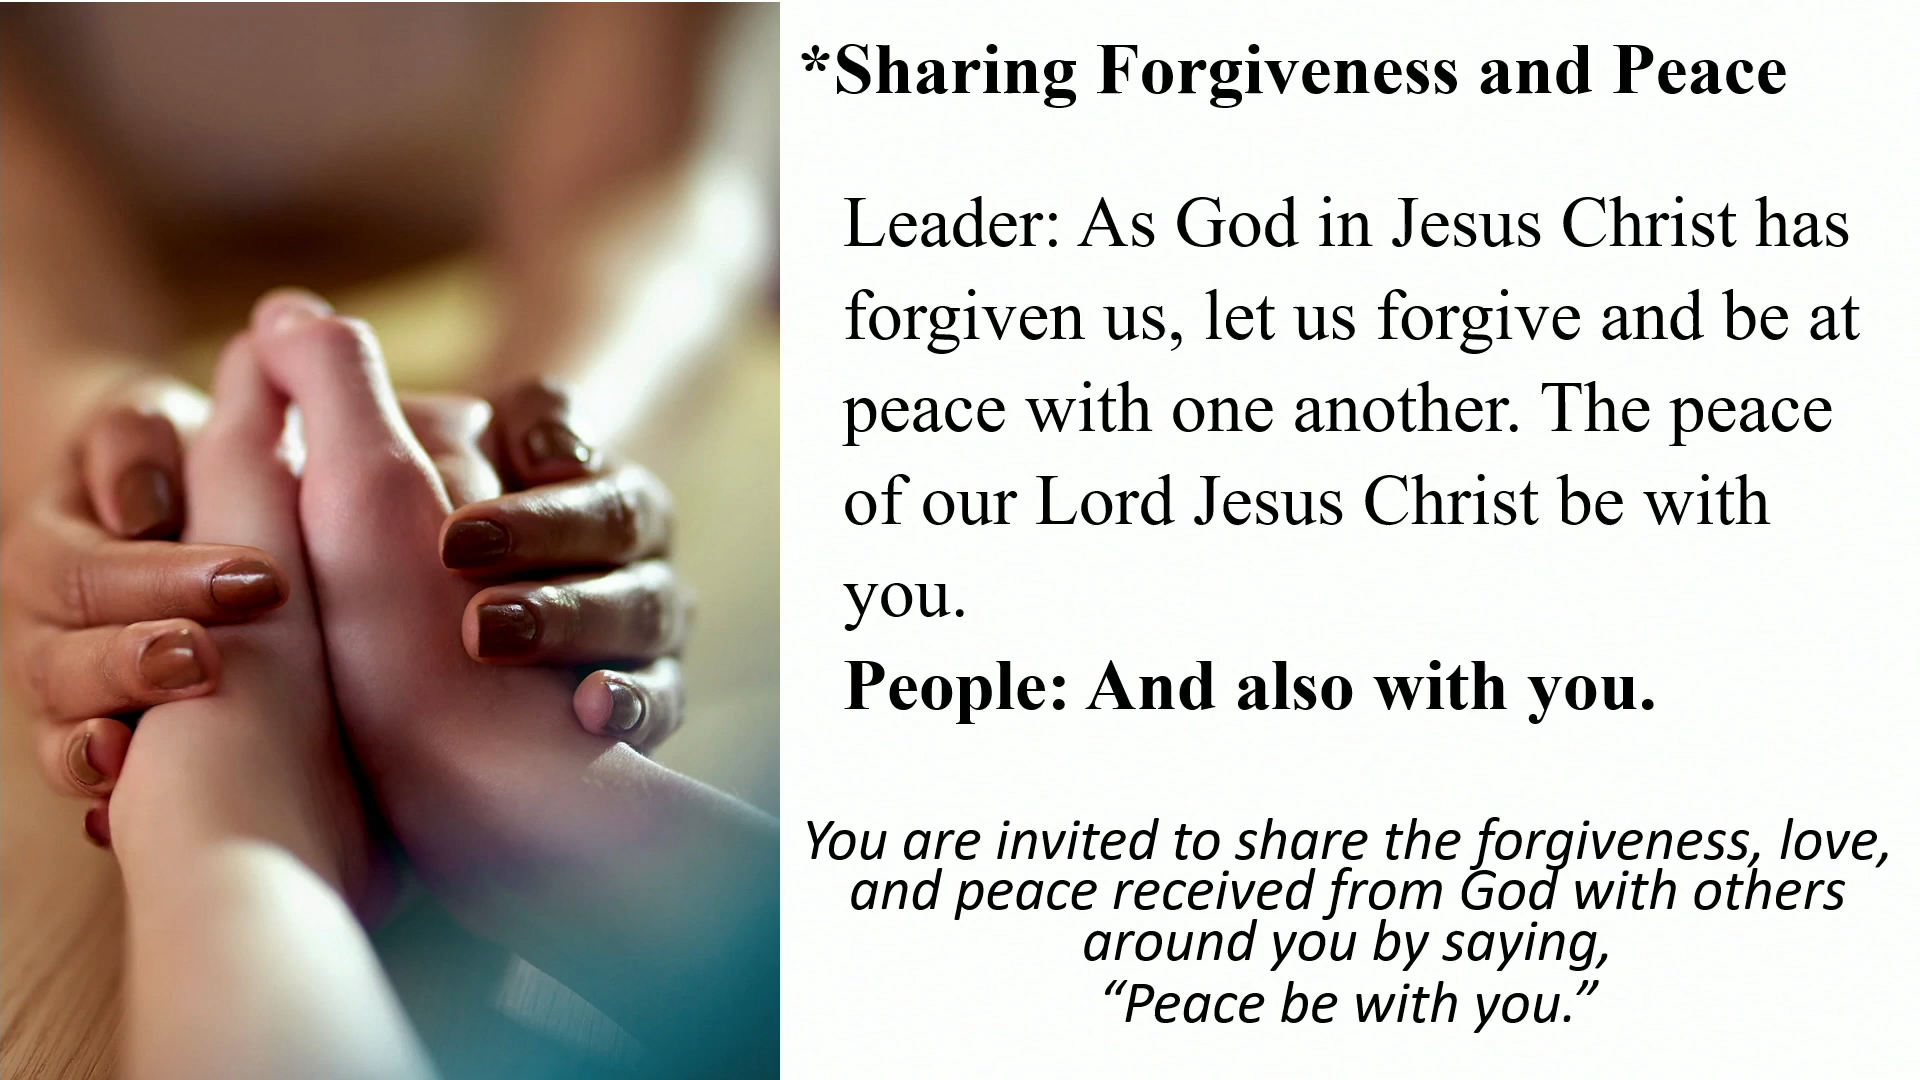 *Sharing Forgiveness and Peace
Leader: As God in Jesus Christ has
forgiven us, let us forgive and be at
peace with one another. The peace
of our Lord Jesus Christ be with
you.
People: And also with you.
You are invited to share the forgiveness, love,
and peace received from God with others
around you by saying,
“Peace be with you.”